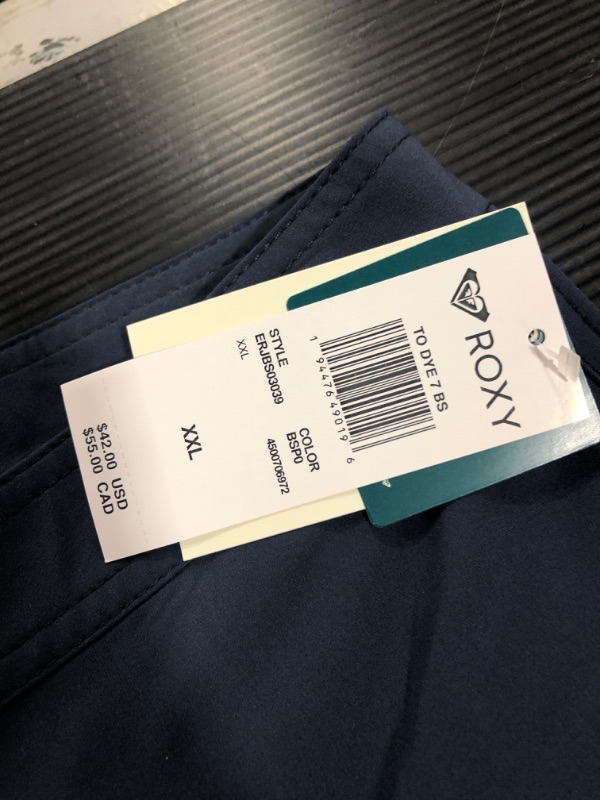 ROXY
TO DYE 7 BS
1 94476 49019 6
STYLE
ERJBS03039
XXL
COLOR
BSP0
4500706972
XXL
$42.00 USD
$55.00 CAD